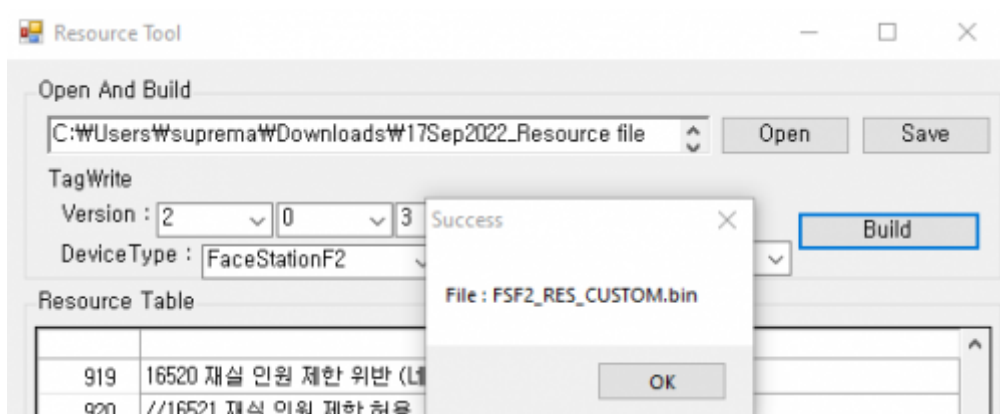 Resource Tool
Open And Build
C:₩Users₩suprema₩Downloads₩17Sep2022_Resource file
Open
Save
TagWrite
Version : 2 0 3
Success
Build
DeviceType : FaceStationF2
File : FSF2_RES_CUSTOM.bin
Resource Table
OK
919 16520 재실 인원 제한 위반 (네
920 //16521 재실 인원 제한 허용